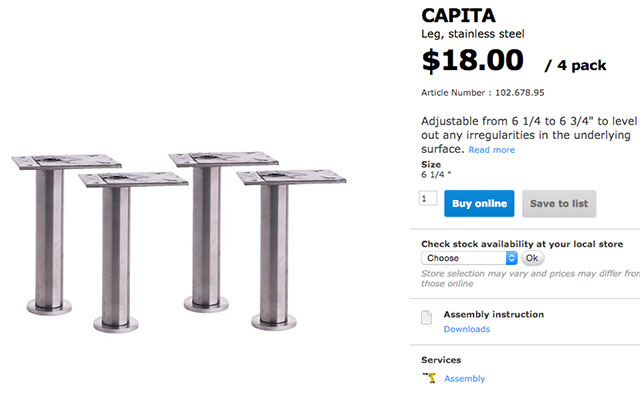 CAPITA
Leg, stainless steel
$18.00 / 4 pack
Article Number : 102.678.95
Adjustable from 6 1/4 to 6 3/4" to level
out any irregularities in the underlying
surface. Read more
Size
6 1/4 "
1 Buy online Save to list
Check stock availability at your local store
Choose Ok
Store selection may vary and prices may differ from
those online
Assembly instruction
Downloads
Services
Assembly